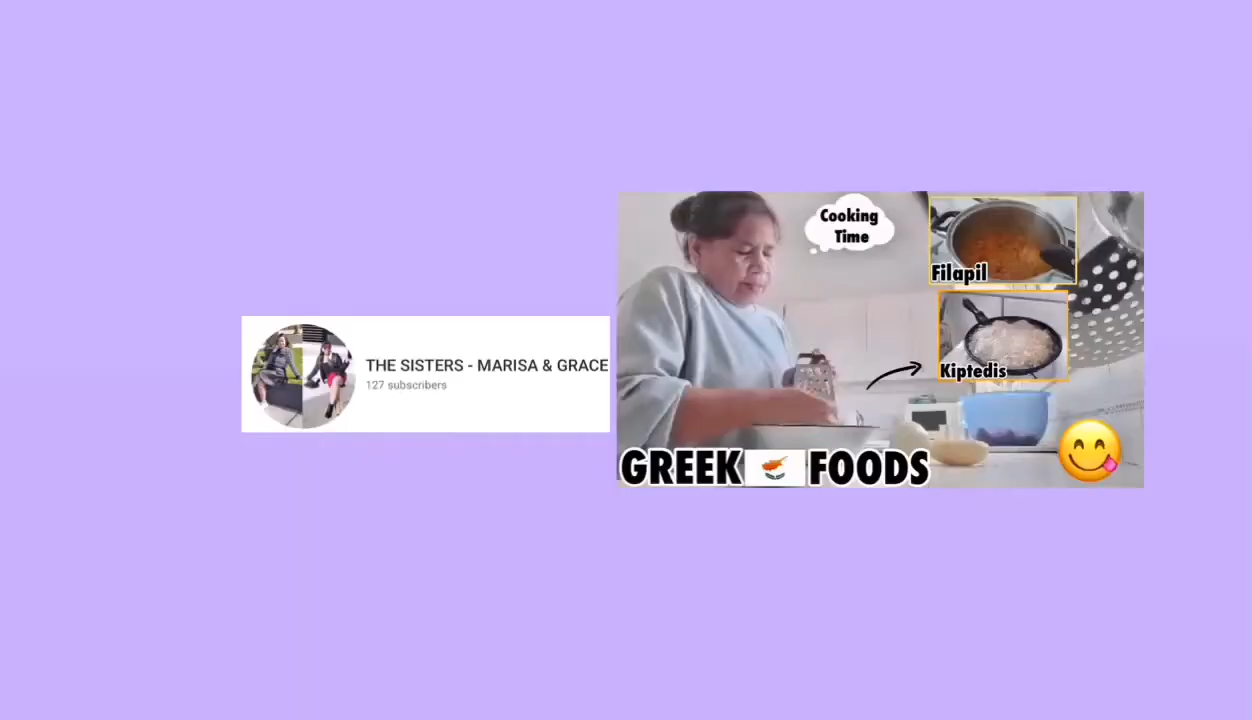 THE SISTERS - MARISA & GRACE
127 subscribers
Cooking
Time
Filapil
Kiptedis
GREEK FOODS